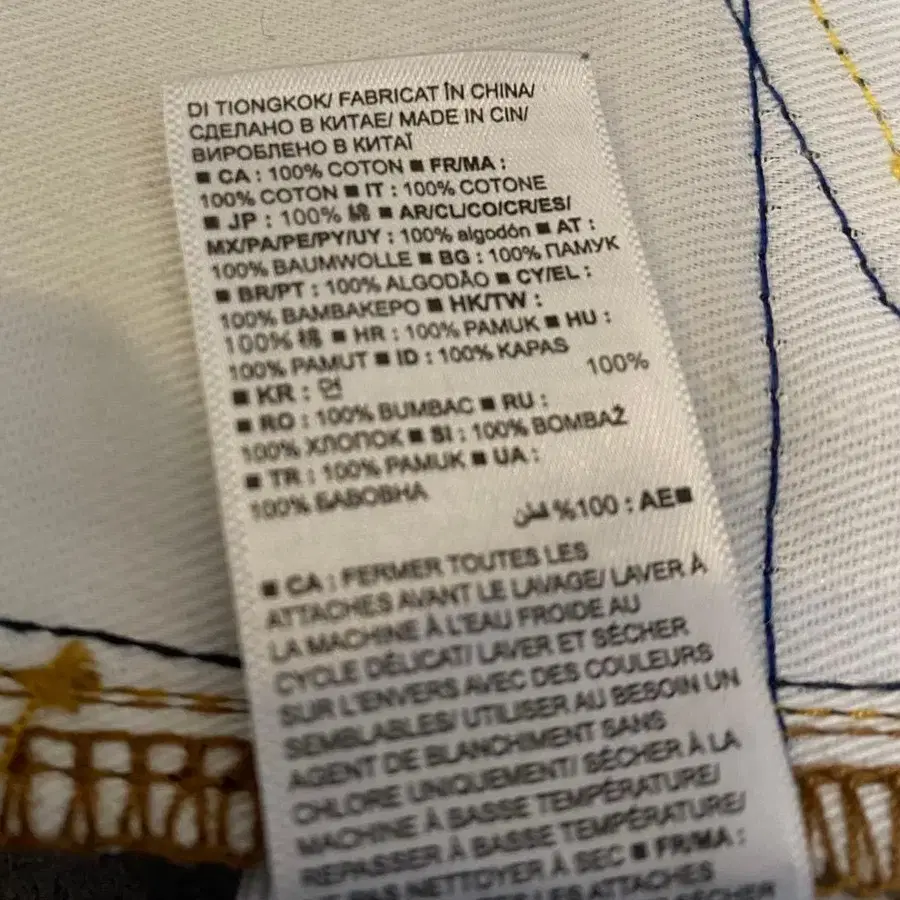 DI TIONGKOK/ FABRICAT ÎN CHINA/
СДЕЛАНО В КИТАЕ/ MADE IN CIN/
ВИРОБЛЕНО В КИТАЇ
■ CA : 100% COTON ■ FR/MA :
100% COTON ■ IT : 100% COTONE
■ JP : 100% 綿 ■ AR/CL/CO/CR/ES/
MX/PA/PE/PY/UY : 100% algodón ■ AT :
100% BAUMWOLLE ■ BG : 100% ПАМУК
■ BR/PT : 100% ALGODÃO ■ CY/EL :
100% ΒΑΜΒΑΚΕΡΟ ■ HK/TW :
100% 棉 ■ HR : 100% PAMUK ■ HU :
100% PAMUT ■ ID : 100% KAPAS
■ KR : 면 100%
■ RO : 100% BUMBAC ■ RU :
100% ХЛОПОК ■ SI : 100% BOMBAŽ
■ TR : 100% PAMUK ■ UA :
100% БАВОВНА
■AE : 100% قطن
■ CA : FERMER TOUTES LES
ATTACHES AVANT LE LAVAGE/ LAVER À
LA MACHINE À L'EAU FROIDE AU
CYCLE DÉLICAT/ LAVER ET SÉCHER
SUR L'ENVERS AVEC DES COULEURS
SEMBLABLES/ UTILISER AU BESOIN UN
AGENT DE BLANCHIMENT SANS
CHLORE UNIQUEMENT/ SÉCHER À LA
MACHINE À BASSE TEMPÉRATURE/
REPASSER À BASSE TEMPÉRATURE/
PAS NETTOYER À SEC ■ FR/MA :
LES ATTACHES
SÉCHER